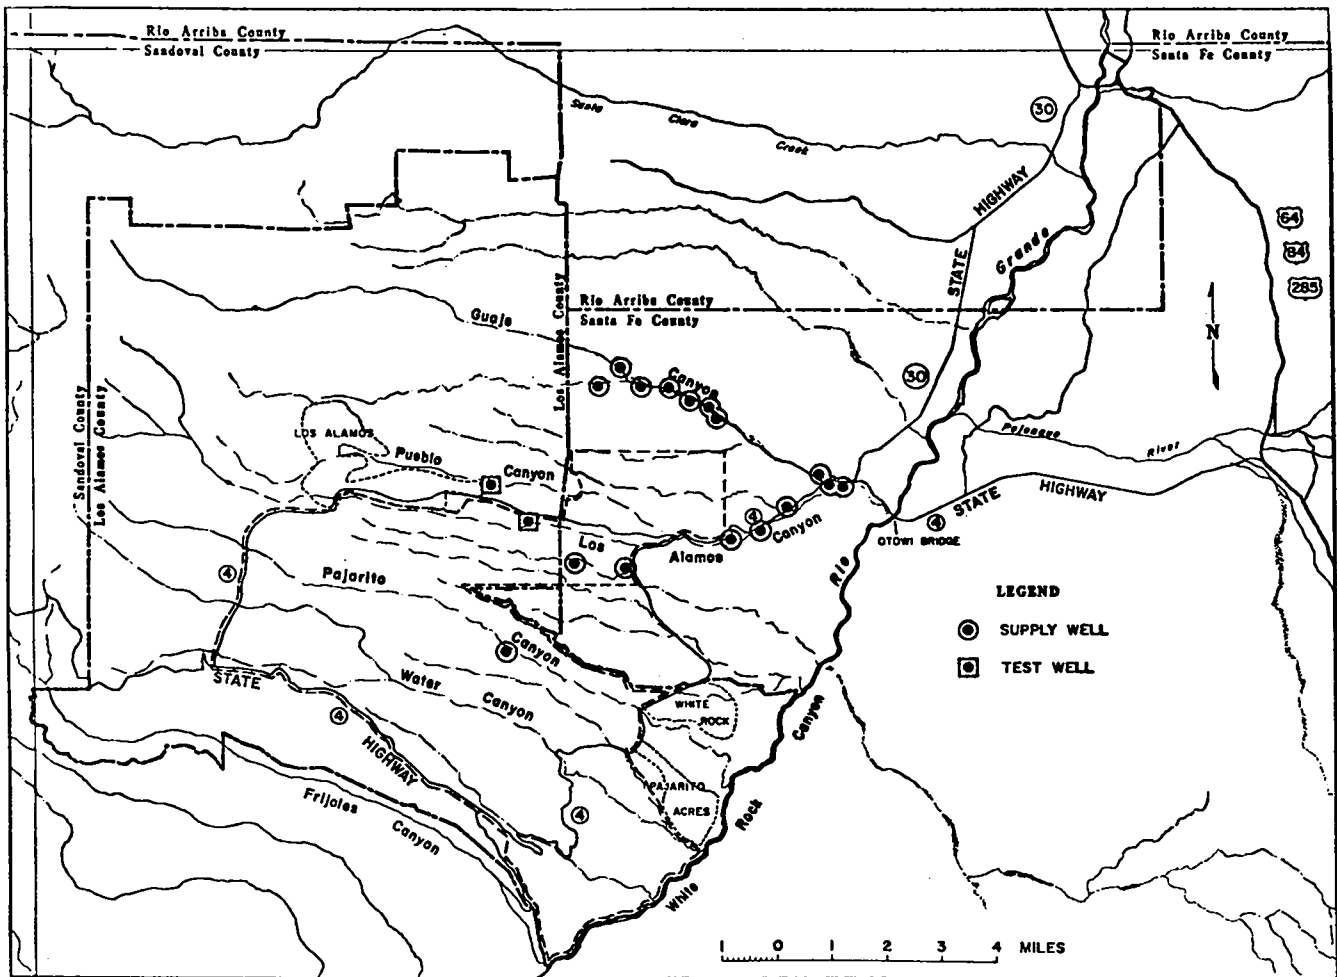 Rio Arriba County
Sandoval County
Rio Arriba County
Santa Fe County
Santa Clara Creek
30
HIGHWAY
STATE
Rio Arriba County
Santa Fe County
Grande
64
84
285
N
Guaje
Canyon
Los Alamos County
Sandoval County
Los Alamos County
30
LOS ALAMOS
Pueblo Canyon
Pojoaque River
STATE HIGHWAY
4
OTOWI BRIDGE
4
Los Alamos Canyon
4
Pajarito
Canyon
Rio
LEGEND
SUPPLY WELL
TEST WELL
STATE
4
HIGHWAY
Water Canyon
WHITE
ROCK
PAJARITO
ACRES
4
Frijoles Canyon
White Rock Canyon
1 0 1 2 3 4 MILES